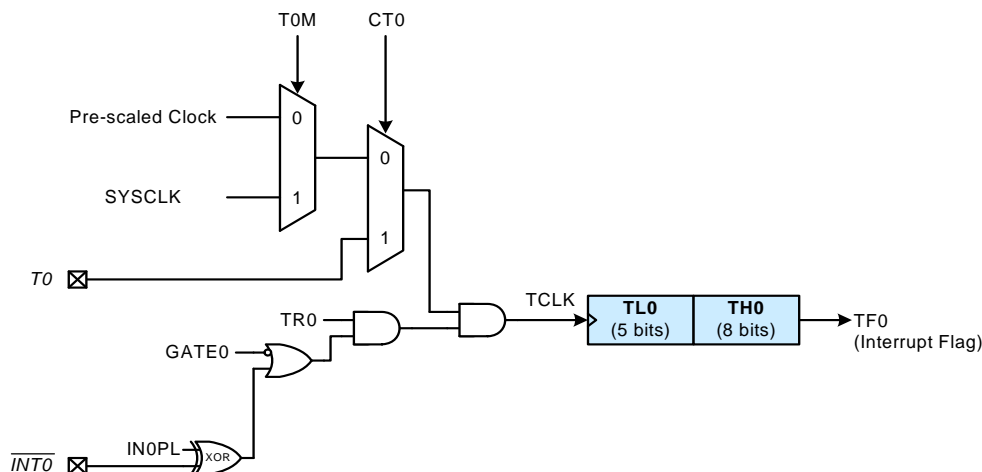 T0M
CT0
Pre-scaled Clock
0
0
SYSCLK
1
1
T0
TCLK
TL0
(5 bits)
TH0
(8 bits)
TR0
TF0
(Interrupt Flag)
GATE0
IN0PL
XOR
INT0